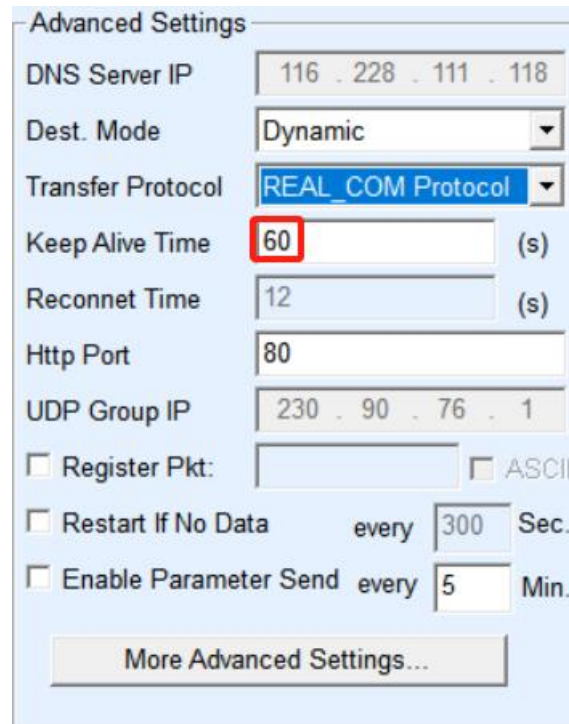 Advanced Settings
DNS Server IP 116 . 228 . 111 . 118
Dest. Mode Dynamic
Transfer Protocol REAL_COM Protocol
Keep Alive Time 60 (s)
Reconnet Time 12 (s)
Http Port 80
UDP Group IP 230 . 90 . 76 . 1
Register Pkt: ASCII
Restart If No Data every 300 Sec.
Enable Parameter Send every 5 Min.
More Advanced Settings...